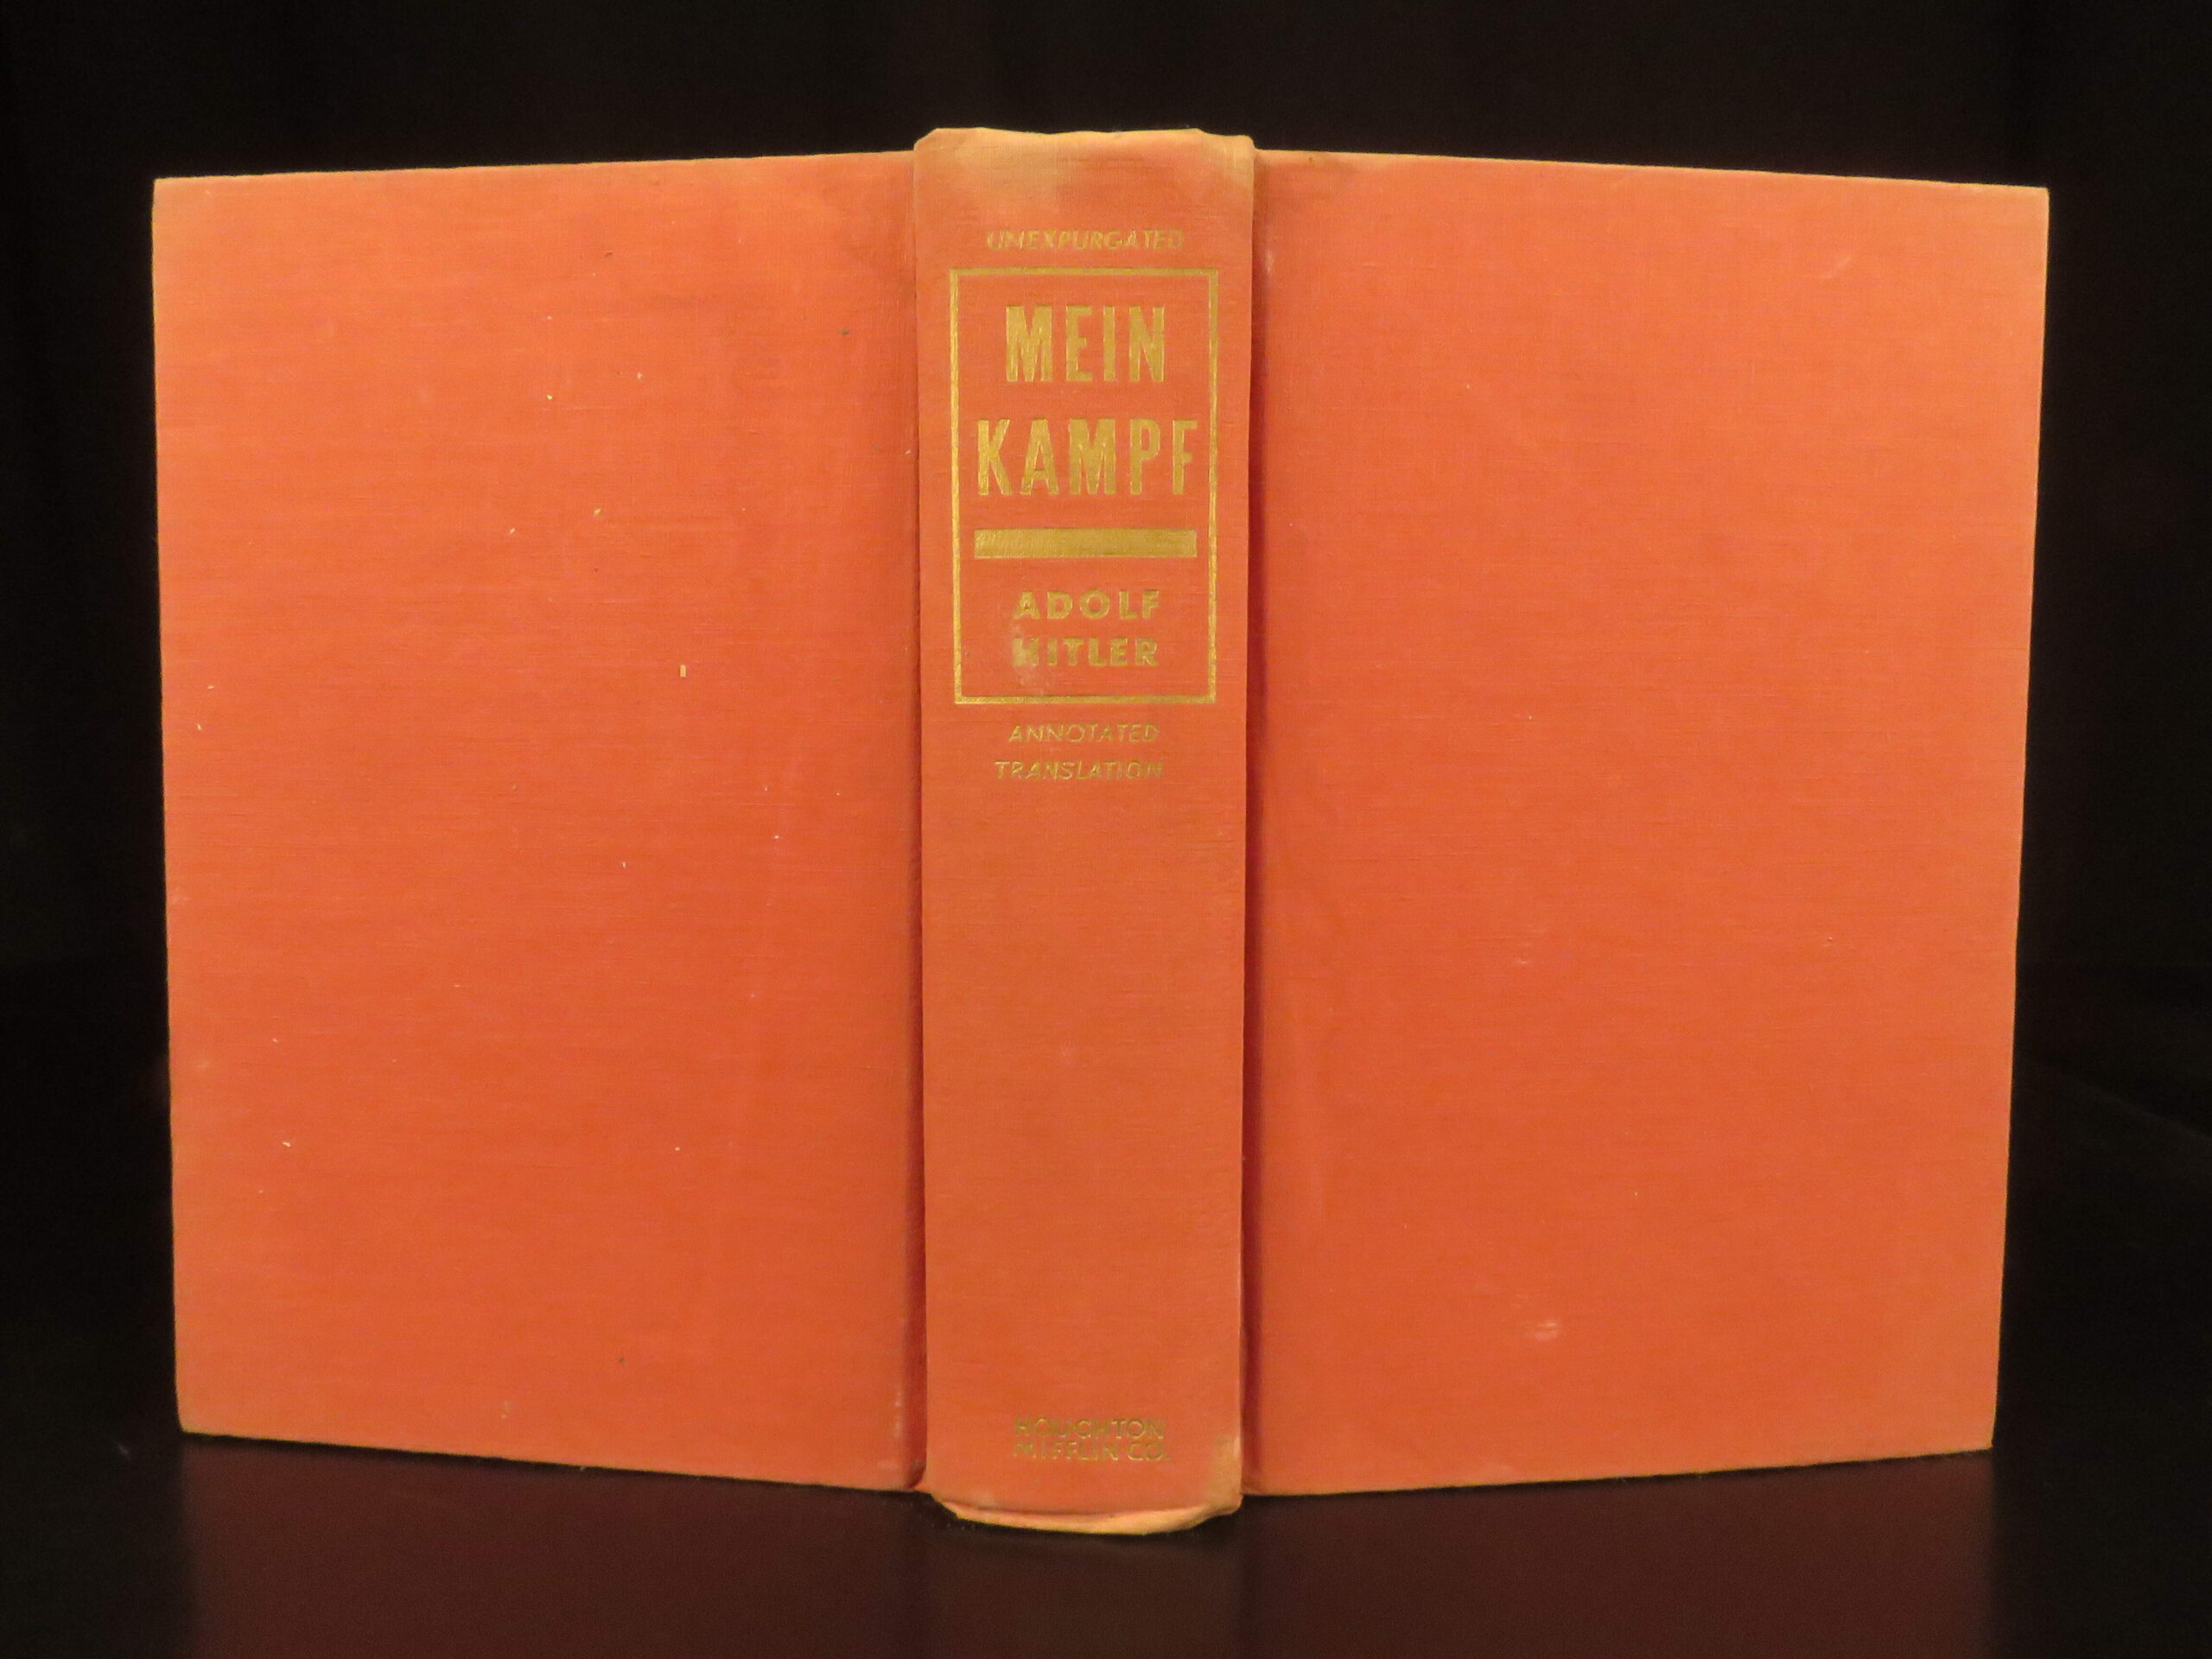 UNEXPURGATED
MEIN
KAMPF
ADOLF
HITLER
ANNOTATED
TRANSLATION
HOUGHTON
MIFFLIN CO.